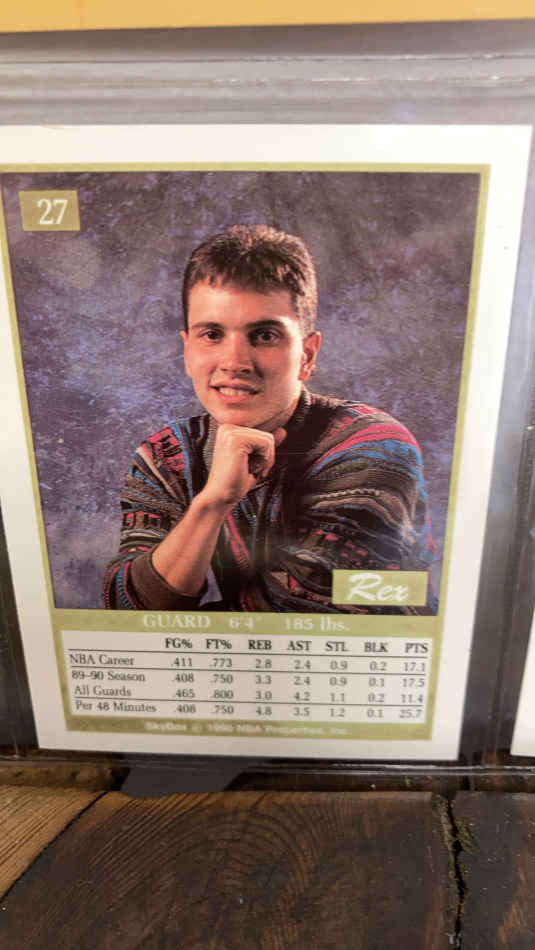 27
Rex
GUARD 6'4" 185 lbs.
FG% FT% REB AST STL BLK PTS
NBA Career .411 .773 2.8 2.4 0.9 0.2 17.1
89-90 Season .408 .750 3.3 2.4 0.9 0.1 17.5
All Guards .465 .800 3.0 4.2 1.1 0.2 11.4
Per 48 Minutes .408 .750 4.8 3.5 1.2 0.1 25.7
SkyBox © 1990 NBA Properties, Inc.